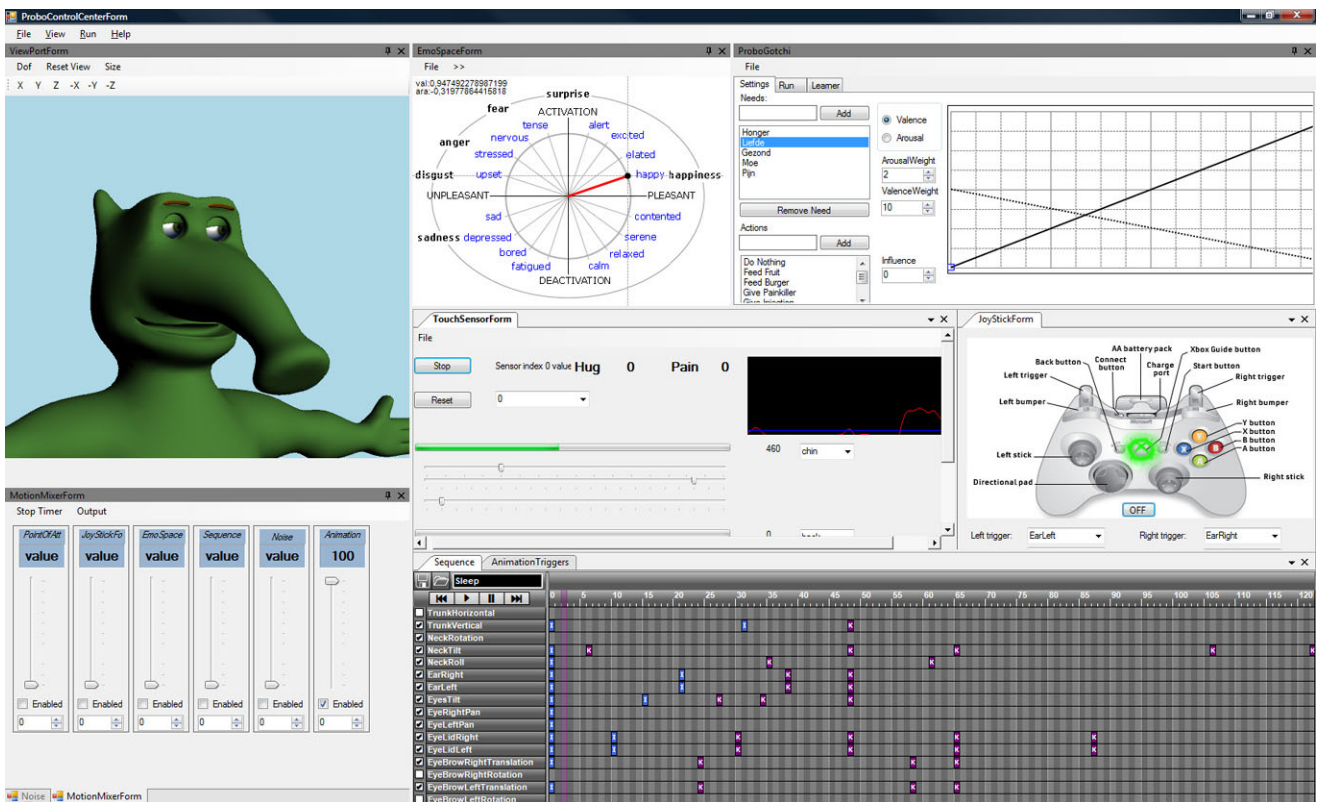 ProboControlCenterForm
File View Run Help
ViewPortForm
Dof Reset View Size
X Y Z -X -Y -Z
EmoSpaceForm
File >>
val:0,947492278987199
ara:-0,31977864415818
surprise
fear ACTIVATION
tense alert
anger nervous excited
stressed elated
disgust upset happy happiness
UNPLEASANT PLEASANT
sad contented
sadness depressed serene
bored relaxed
fatigued calm
DEACTIVATION
ProboGotchi
File
Settings Run Learner
Needs:
Add
Honger
Liefde
Gezond
Moe
Pijn
Remove Need
Actions
Add
Do Nothing
Feed Fruit
Feed Burger
Give Painkiller
Give Injection
Valence
Arousal
ArousalWeight
2
ValenceWeight
10
Influence
0
TouchSensorForm
File
Stop Sensor index 0 value Hug 0 Pain 0
Reset 0
460 chin
0 back
JoyStickForm
AA battery pack Xbox Guide button
Back button Connect button Charge port Start button
Left trigger Right trigger
Left bumper Right bumper
Y button
X button
B button
A button
Y
X B
A
Left stick
Directional pad Right stick
OFF
Left trigger: EarLeft Right trigger: EarRight
MotionMixerForm
Stop Timer Output
PointOfAtt JoyStickFo EmoSpace Sequence Noise Animation
value value value value value 100
Enabled Enabled Enabled Enabled Enabled Enabled
0 0 0 0 0 0
Noise MotionMixerForm
Sequence AnimationTriggers
Sleep
0 5 10 15 20 25 30 35 40 45 50 55 60 65 70 75 80 85 90 95 100 105 110 115 120
TrunkHorizontal
TrunkVertical I I K
NeckRotation
NeckTilt I K K K K K
NeckRoll I K K
EarRight I I K K
EarLeft I I K K
EyesTilt I I K K K
EyeRightPan I
EyeLeftPan I
EyeLidRight I I K K K K
EyeLidLeft I I K K K K
EyeBrowRightTranslation I K K K
EyeBrowRightRotation
EyeBrowLeftTranslation I K K K
EyeBrowLeftRotation